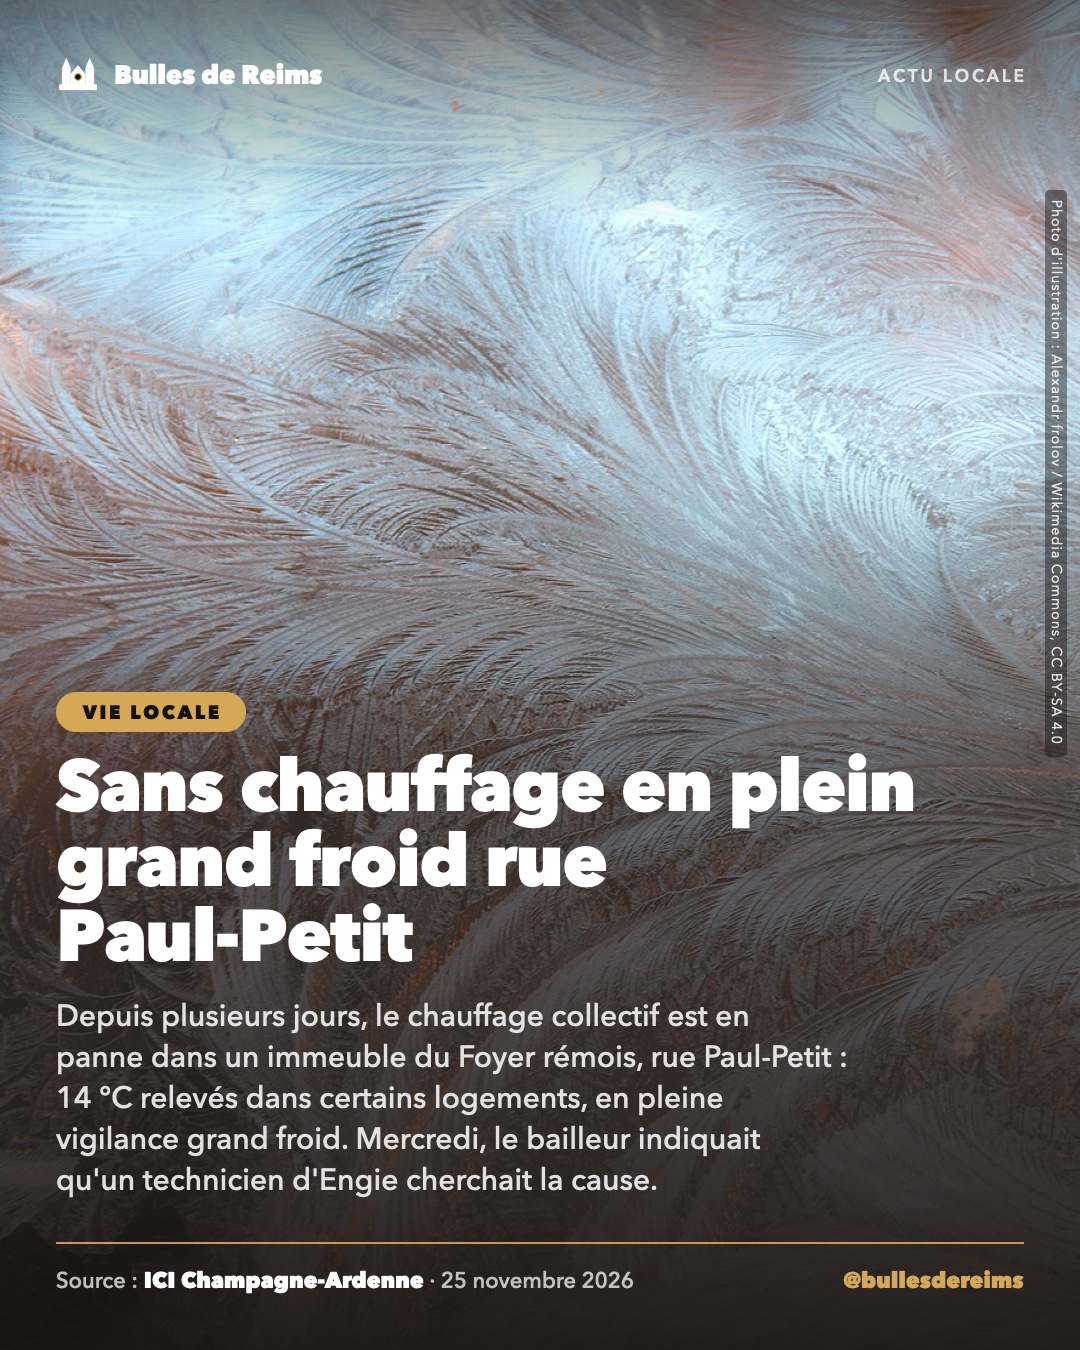 Bulles de Reims
ACTU LOCALE
Photo d'illustration : Alexandr frolov / Wikimedia Commons, CC BY-SA 4.0
VIE LOCALE
Sans chauffage en plein
grand froid rue
Paul-Petit
Depuis plusieurs jours, le chauffage collectif est en
panne dans un immeuble du Foyer rémois, rue Paul-Petit :
14 °C relevés dans certains logements, en pleine
vigilance grand froid. Mercredi, le bailleur indiquait
qu'un technicien d'Engie cherchait la cause.
Source : ICI Champagne-Ardenne · 25 novembre 2026
@bullesdereims